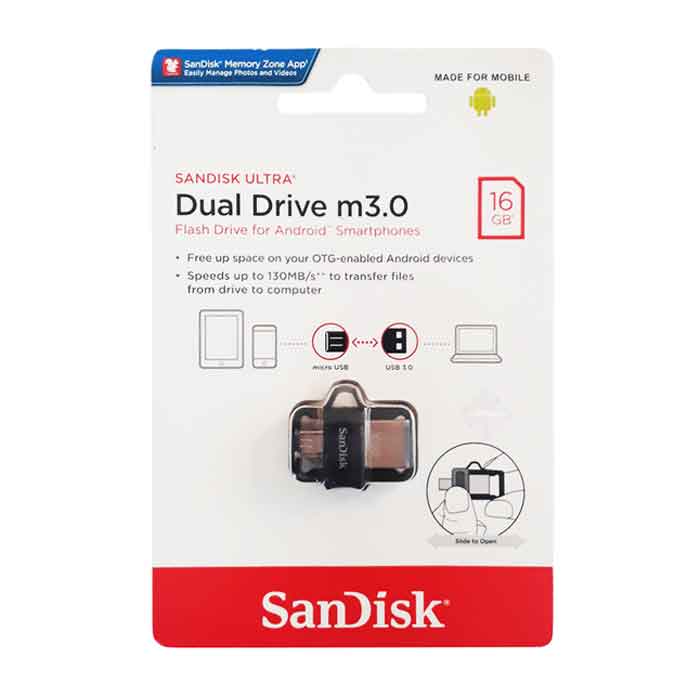 SanDisk® Memory Zone App¹
Easily Manage Photos and Videos
MADE FOR MOBILE
SANDISK ULTRA®
Dual Drive m3.0
Flash Drive for Android™ Smartphones
16
GB*
• Free up space on your OTG-enabled Android devices
• Speeds up to 130MB/s** to transfer files
from drive to computer
micro USB
USB 3.0
SanDisk
Slide to Open
SanDisk®